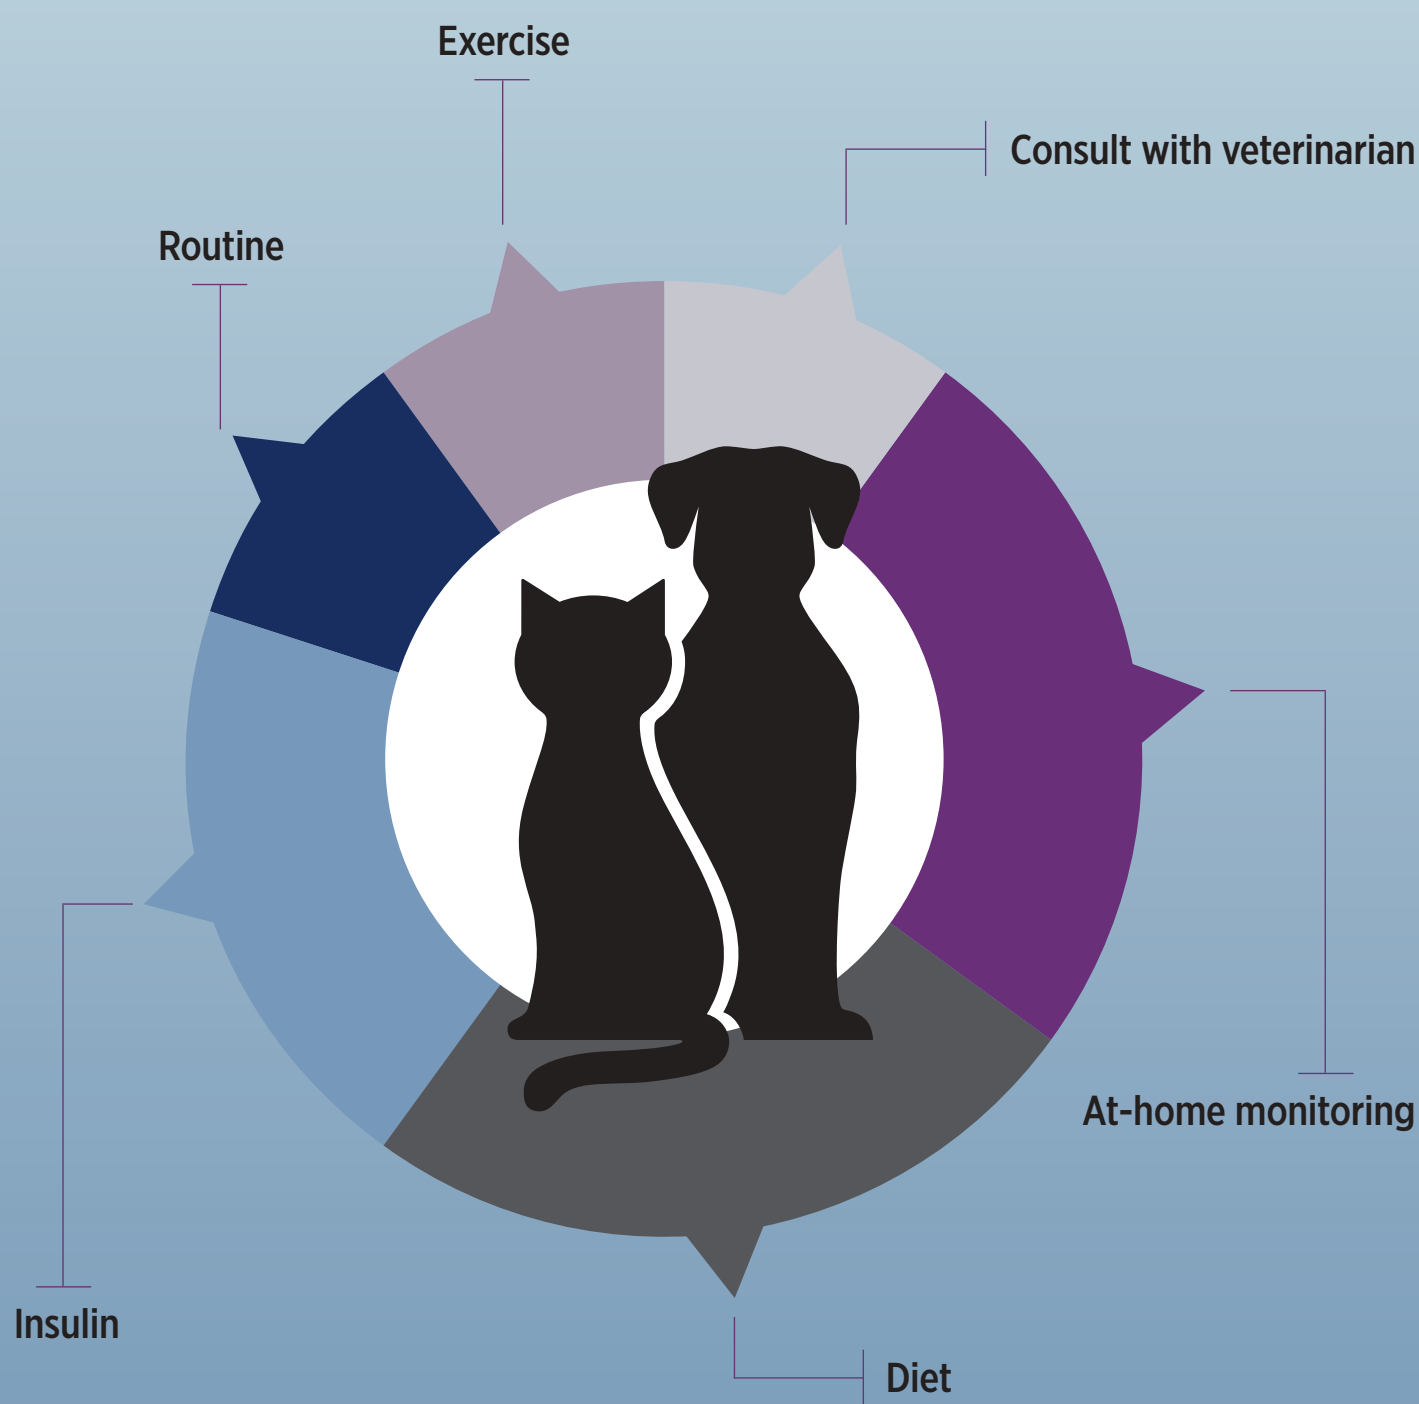 Exercise
Consult with veterinarian
Routine
At-home monitoring
Insulin
Diet